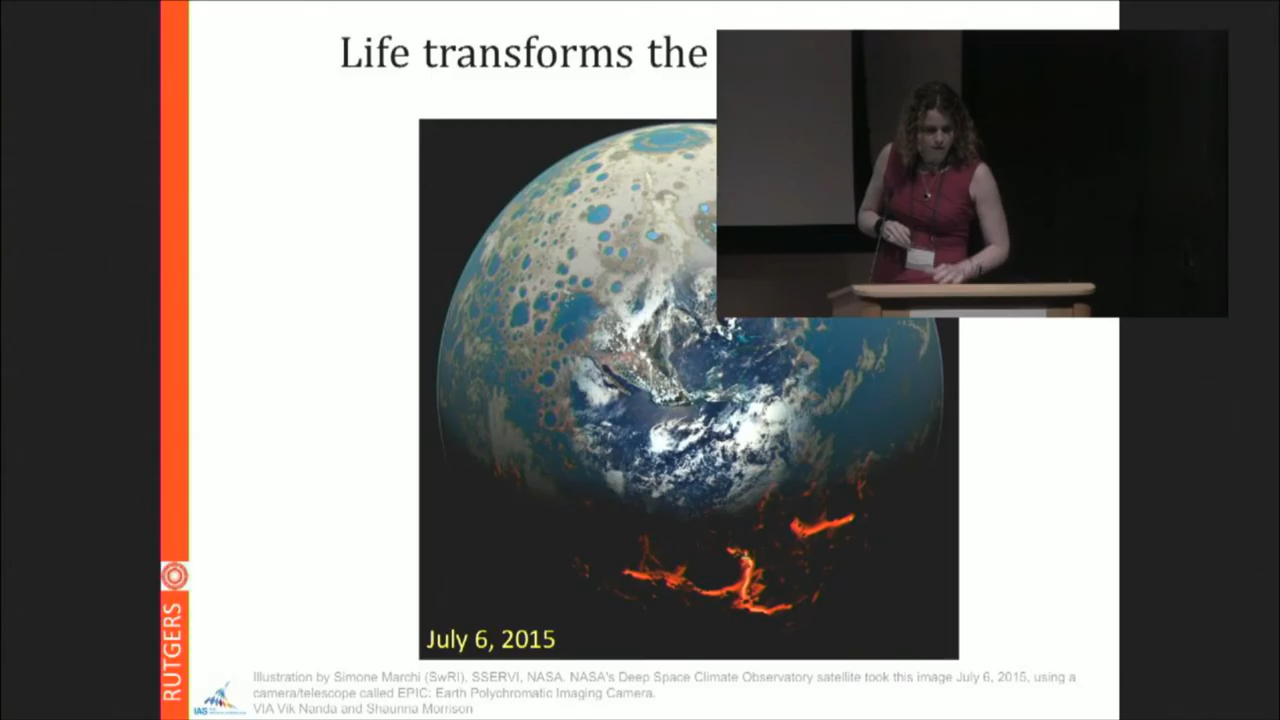 Life transforms the
July 6, 2015
RUTGERS
IAS
Illustration by Simone Marchi (SwRI), SSERVI, NASA. NASA's Deep Space Climate Observatory satellite took this image July 6, 2015, using a
camera/telescope called EPIC: Earth Polychromatic Imaging Camera.
VIA Vik Nanda and Shaunna Morrison